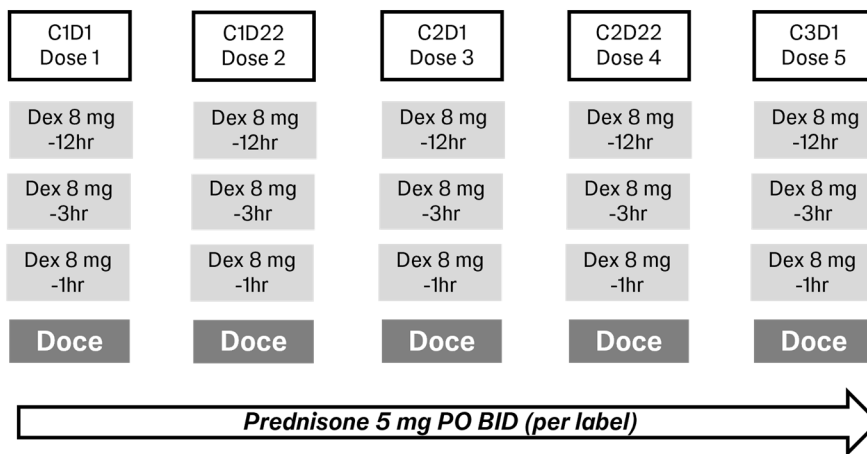 C1D1
Dose 1
C1D22
Dose 2
C2D1
Dose 3
C2D22
Dose 4
C3D1
Dose 5
Dex 8 mg
-12hr
Dex 8 mg
-12hr
Dex 8 mg
-12hr
Dex 8 mg
-12hr
Dex 8 mg
-12hr
Dex 8 mg
-3hr
Dex 8 mg
-3hr
Dex 8 mg
-3hr
Dex 8 mg
-3hr
Dex 8 mg
-3hr
Dex 8 mg
-1hr
Dex 8 mg
-1hr
Dex 8 mg
-1hr
Dex 8 mg
-1hr
Dex 8 mg
-1hr
Doce
Doce
Doce
Doce
Doce
Prednisone 5 mg PO BID (per label)